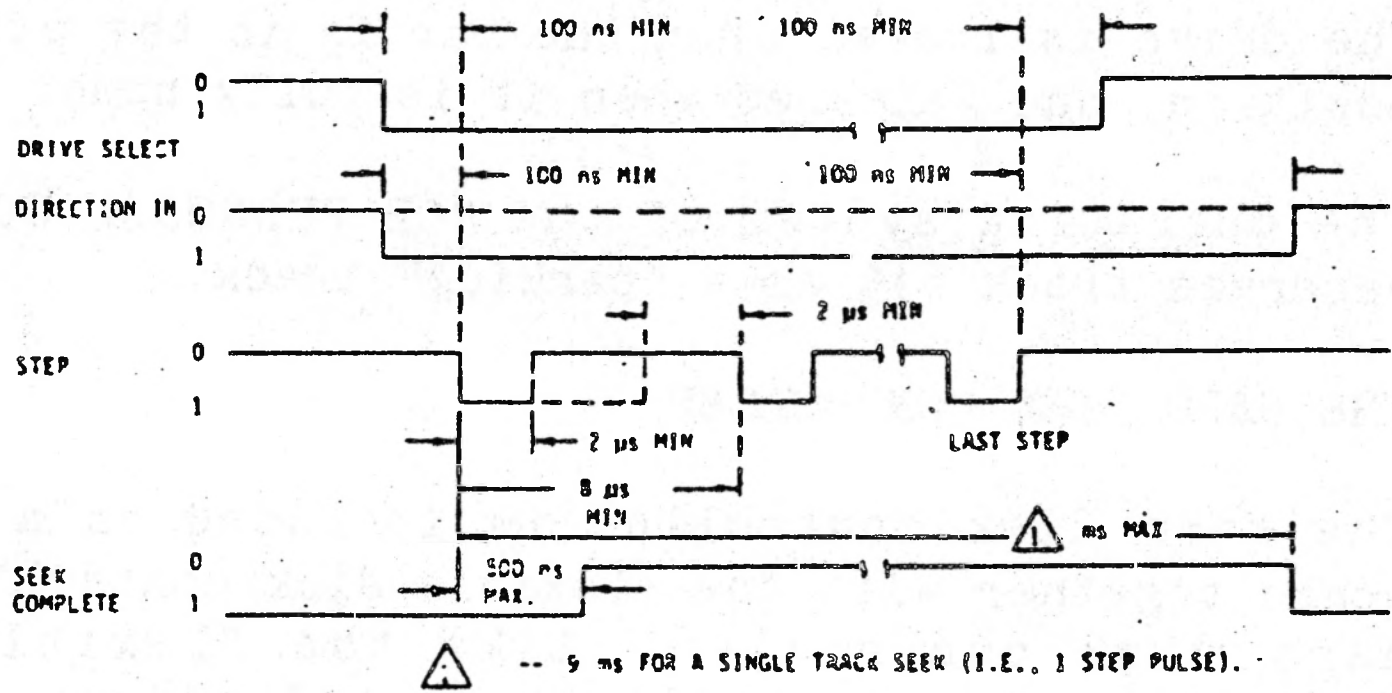 100 ns MIN 100 ns MIN
0
1
DRIVE SELECT
100 ns MIN 100 ns MIN
DIRECTION IN 0
1
2 µs MIN
STEP 0
1
2 µs MIN LAST STEP
8 µs
MIN
1 ms MAX
0
SEEK
COMPLETE 1
500 ns
MAX.
-- 5 ms FOR A SINGLE TRACK SEEK (I.E., 1 STEP PULSE).